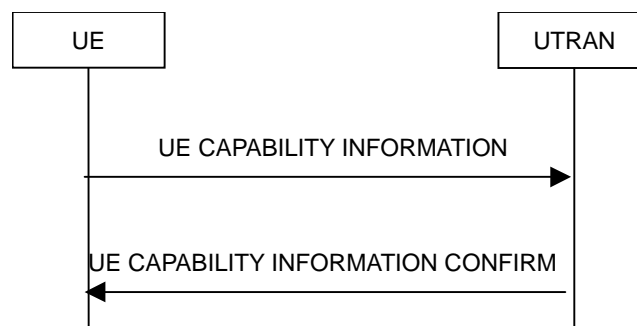 UE
UTRAN
UE CAPABILITY INFORMATION
UE CAPABILITY INFORMATION CONFIRM